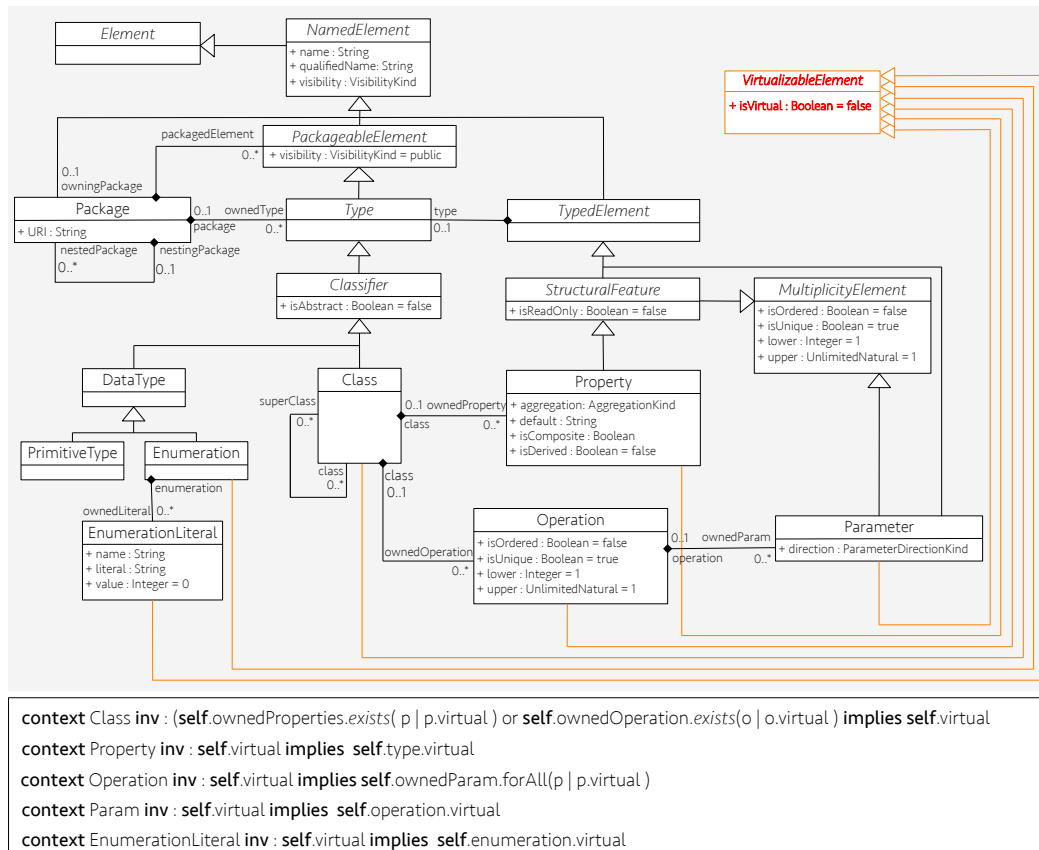 Element
NamedElement
+ name : String
+ qualifiedName: String
+ visibility : VisibilityKind
VirtualizableElement
+ isVirtual : Boolean = false
packagedElement
0..*
PackageableElement
+ visibility : VisibilityKind = public
0..1
owningPackage
Package
+ URI : String
0..1
package
ownedType
0..*
Type
type
0..1
TypedElement
nestedPackage
0..*
nestingPackage
0..1
Classifier
+ isAbstract : Boolean = false
StructuralFeature
+ isReadOnly : Boolean = false
MultiplicityElement
+ isOrdered : Boolean = false
+ isUnique : Boolean = true
+ lower : Integer = 1
+ upper : UnlimitedNatural = 1
DataType
Class
superClass
0..*
class
0..*
0..1
class
ownedProperty
0..*
Property
+ aggregation: AggregationKind
+ default : String
+ isComposite : Boolean
+ isDerived : Boolean = false
PrimitiveType
Enumeration
enumeration
ownedLiteral
0..*
class
0..1
EnumerationLiteral
+ name : String
+ literal : String
+ value : Integer = 0
ownedOperation
0..*
Operation
+ isOrdered : Boolean = false
+ isUnique : Boolean = true
+ lower : Integer = 1
+ upper : UnlimitedNatural = 1
0..1
operation
ownedParam
0..*
Parameter
+ direction : ParameterDirectionKind
context Class inv : (self.ownedProperties.exists( p | p.virtual ) or self.ownedOperation.exists(o | o.virtual ) implies self.virtual
context Property inv : self.virtual implies self.type.virtual
context Operation inv : self.virtual implies self.ownedParam.forAll(p | p.virtual )
context Param inv : self.virtual implies self.operation.virtual
context EnumerationLiteral inv : self.virtual implies self.enumeration.virtual